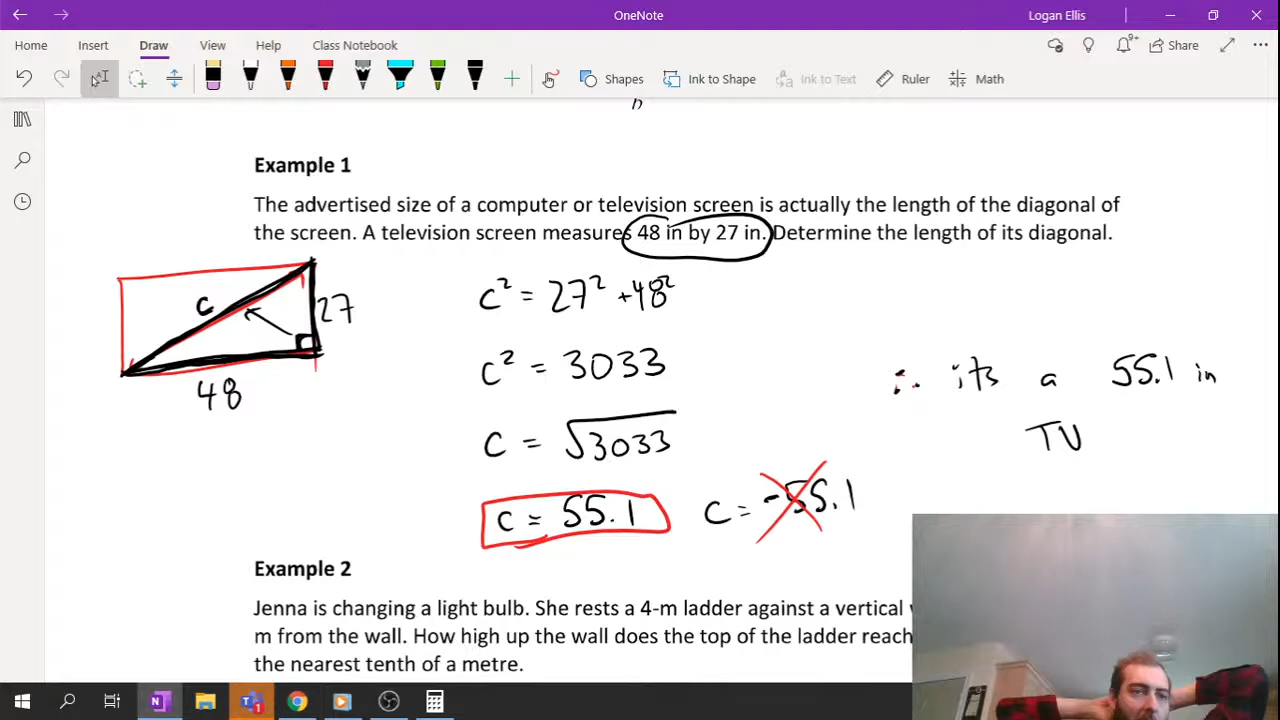 OneNote
Logan Ellis
Home Insert Draw View Help Class Notebook
9+ Share
Shapes Ink to Shape Ink to Text Ruler Math
Example 1
The advertised size of a computer or television screen is actually the length of the diagonal of
the screen. A television screen measures 48 in by 27 in. Determine the length of its diagonal.
c
27
48
c² = 27² + 48²
c² = 3033
c = √3033
c = 55.1
c = -55.1
∴ its a 55.1 in
TV
Example 2
Jenna is changing a light bulb. She rests a 4-m ladder against a vertical
m from the wall. How high up the wall does the top of the ladder reach
the nearest tenth of a metre.